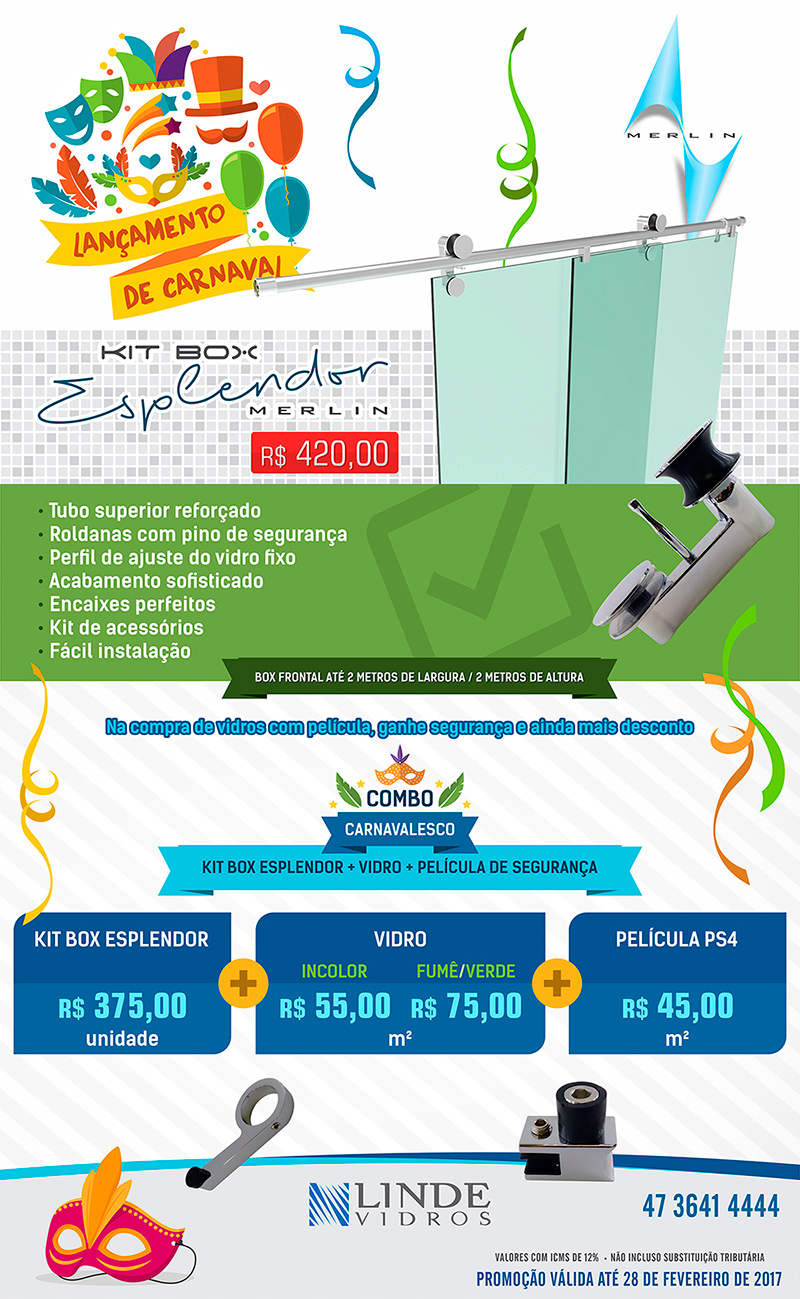 LANÇAMENTO
DE CARNAVAL
MERLIN
KIT BOX
Esplendor
MERLIN
R$ 420,00
• Tubo superior reforçado
• Roldanas com pino de segurança
• Perfil de ajuste do vidro fixo
• Acabamento sofisticado
• Encaixes perfeitos
• Kit de acessórios
• Fácil instalação
BOX FRONTAL ATÉ 2 METROS DE LARGURA / 2 METROS DE ALTURA
Na compra de vidros com película, ganhe segurança e ainda mais desconto
COMBO
CARNAVALESCO
KIT BOX ESPLENDOR + VIDRO + PELÍCULA DE SEGURANÇA
KIT BOX ESPLENDOR
R$ 375,00
unidade
+
VIDRO
INCOLOR FUMÊ/VERDE
R$ 55,00 R$ 75,00
m²
+
PELÍCULA PS4
R$ 45,00
m²
LINDE
VIDROS
47 3641 4444
VALORES COM ICMS DE 12% • NÃO INCLUSO SUBSTITUIÇÃO TRIBUTÁRIA
PROMOÇÃO VÁLIDA ATÉ 28 DE FEVEREIRO DE 2017